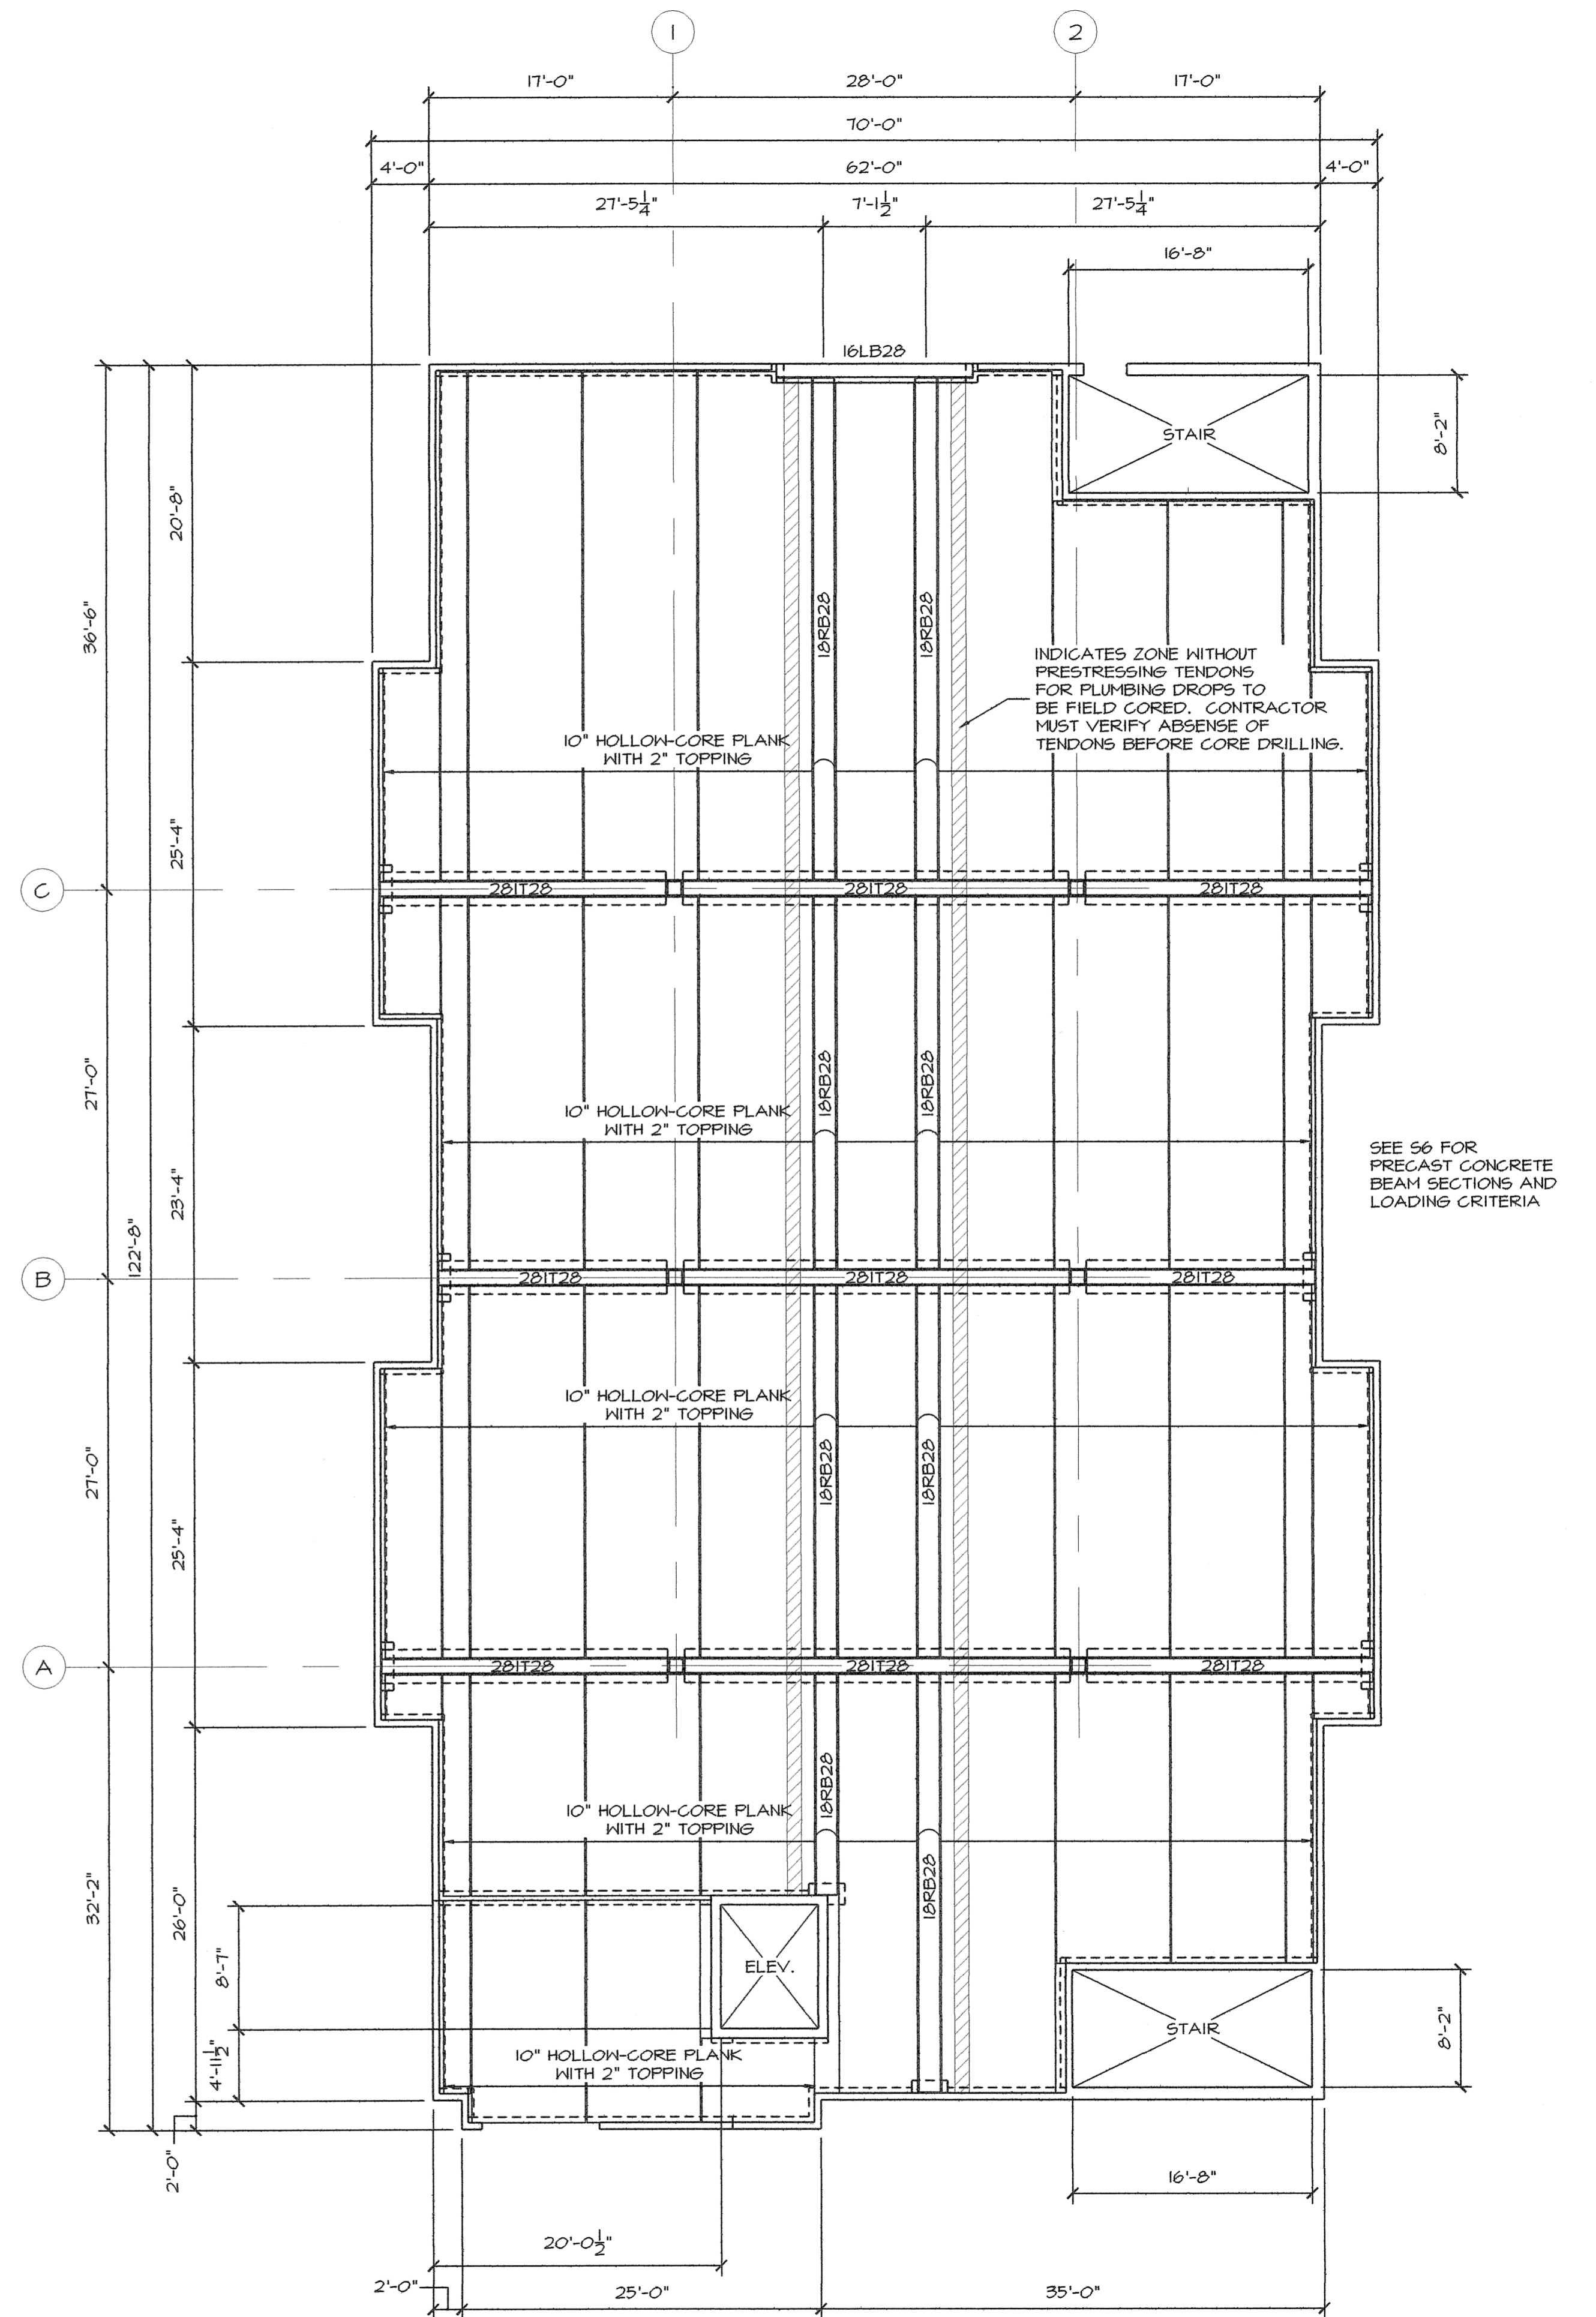 1
2
17'-0"
28'-0"
17'-0"
70'-0"
4'-0"
62'-0"
4'-0"
27'-5 1/4"
7'-1 1/2"
27'-5 1/4"
16'-8"
16LB28
STAIR
8'-2"
20'-8"
36'-6"
18RB28
18RB28
INDICATES ZONE WITHOUT
PRESTRESSING TENDONS
FOR PLUMBING DROPS TO
BE FIELD CORED. CONTRACTOR
MUST VERIFY ABSENSE OF
TENDONS BEFORE CORE DRILLING.
10" HOLLOW-CORE PLANK
WITH 2" TOPPING
25'-4"
C
28IT28
28IT28
28IT28
27'-0"
18RB28
18RB28
10" HOLLOW-CORE PLANK
WITH 2" TOPPING
SEE S6 FOR
PRECAST CONCRETE
BEAM SECTIONS AND
LOADING CRITERIA
23'-4"
122'-8"
B
28IT28
28IT28
28IT28
10" HOLLOW-CORE PLANK
WITH 2" TOPPING
27'-0"
18RB28
18RB28
25'-4"
A
28IT28
28IT28
28IT28
18RB28
10" HOLLOW-CORE PLANK
WITH 2" TOPPING
32'-2"
26'-0"
18RB28
8'-7"
ELEV.
STAIR
8'-2"
4'-11 1/2"
10" HOLLOW-CORE PLANK
WITH 2" TOPPING
2'-0"
16'-8"
20'-0 1/2"
2'-0"
25'-0"
35'-0"